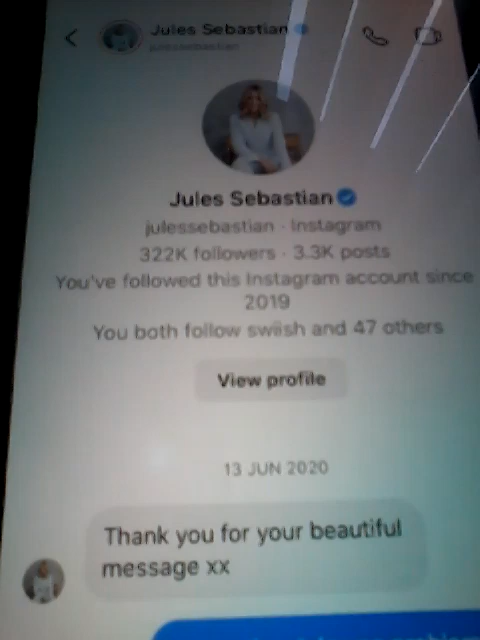 Jules Sebastian
julessebastian
Jules Sebastian
julessebastian · Instagram
322K followers · 3.3K posts
You've followed this Instagram account since
2019
You both follow swiish and 47 others
View profile
13 JUN 2020
Thank you for your beautiful
message xx